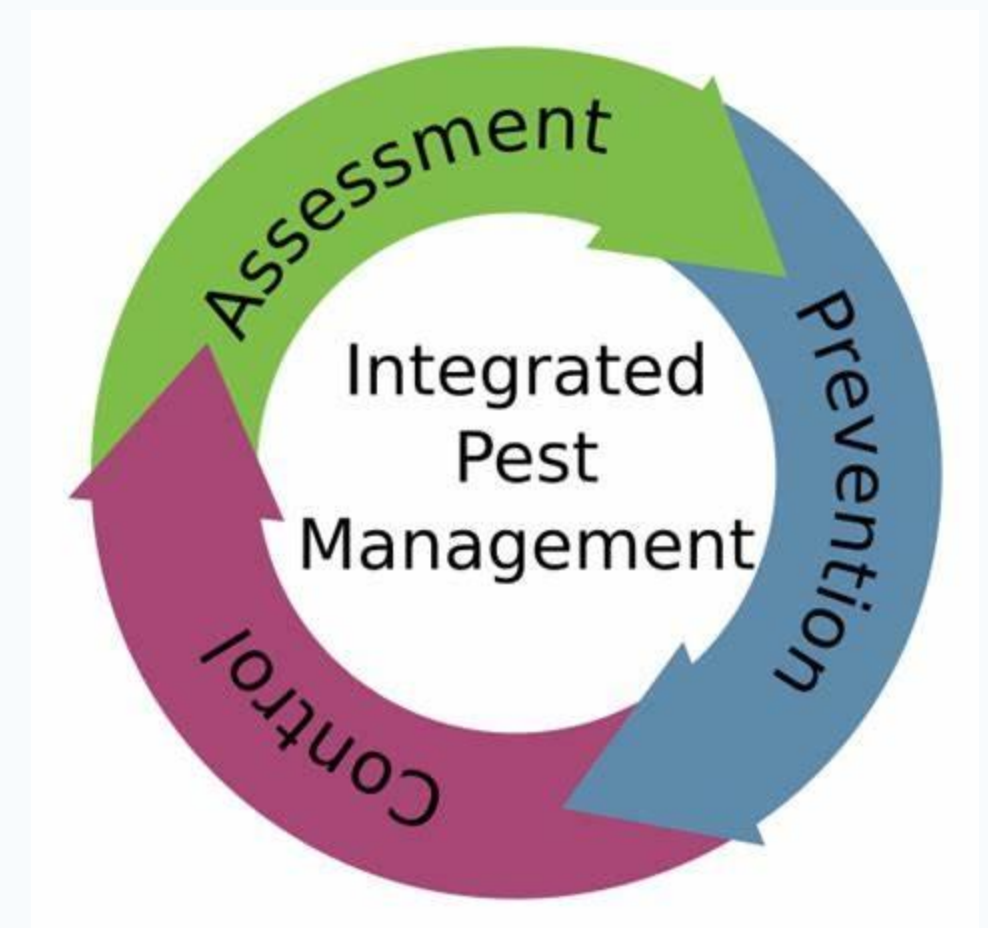 Assessment
Prevention
Control
Integrated
Pest
Management